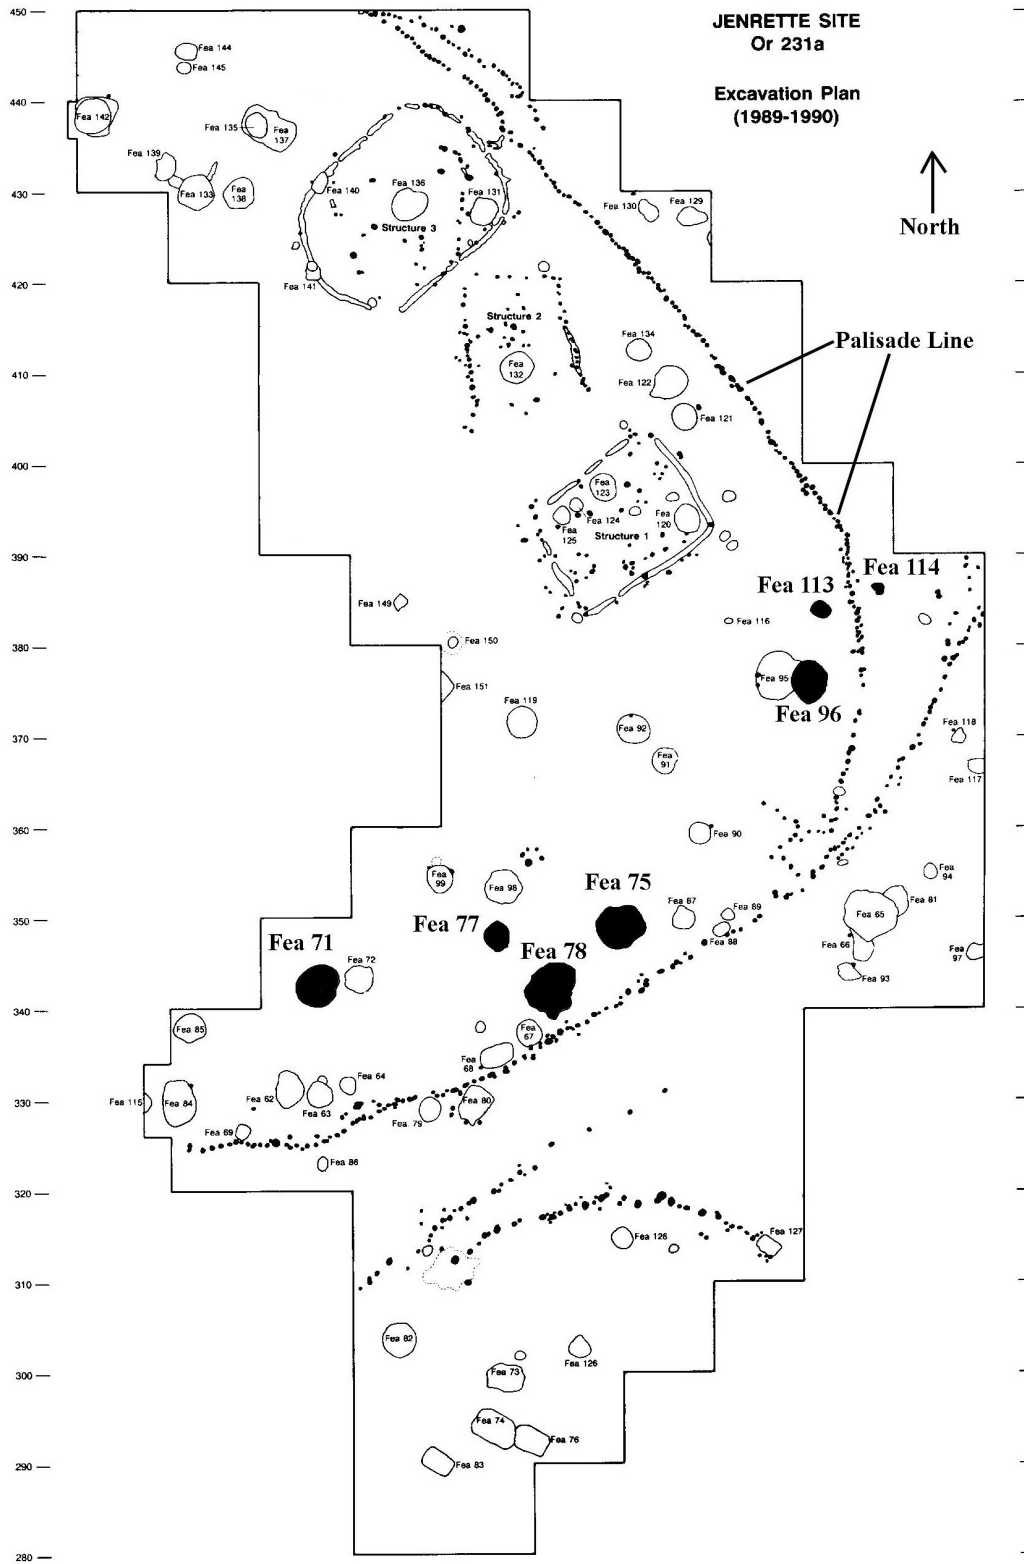 JENRETTE SITE
Or 231a
Excavation Plan
(1989-1990)
North
450
Fea 144
Fea 145
440
Fea 142
Fea 135
Fea
137
Fea 139
Fea 133
Fea
138
430
Fea 140
Fea 136
Fea 131
Structure 3
Fea 130
Fea 129
Fea 141
420
Structure 2
Fea 134
Palisade Line
Fea
132
Fea 122
410
Fea 121
400
Fea
123
Fea 124
Fea
125
Fea
120
Structure 1
390
Fea 114
Fea 113
Fea 149
Fea 116
380
Fea 150
Fea 151
Fea 95
Fea 96
Fea 119
Fea 92
Fea
91
370
Fea 118
Fea 117
360
Fea 90
Fea
99
Fea 98
Fea 75
Fea 87
Fea 89
Fea 88
Fea
94
Fea 81
Fea 65
350
Fea 77
Fea 71
Fea 72
Fea 78
Fea 66
Fea 93
Fea
97
340
Fea 85
Fea
67
Fea
68
Fea 115
Fea 84
Fea 62
Fea
63
Fea 64
Fea 79
Fea 80
330
Fea 69
Fea 86
320
Fea 126
Fea 127
310
Fea 82
Fea 126
300
Fea 73
Fea 74
Fea 76
Fea 83
290
280